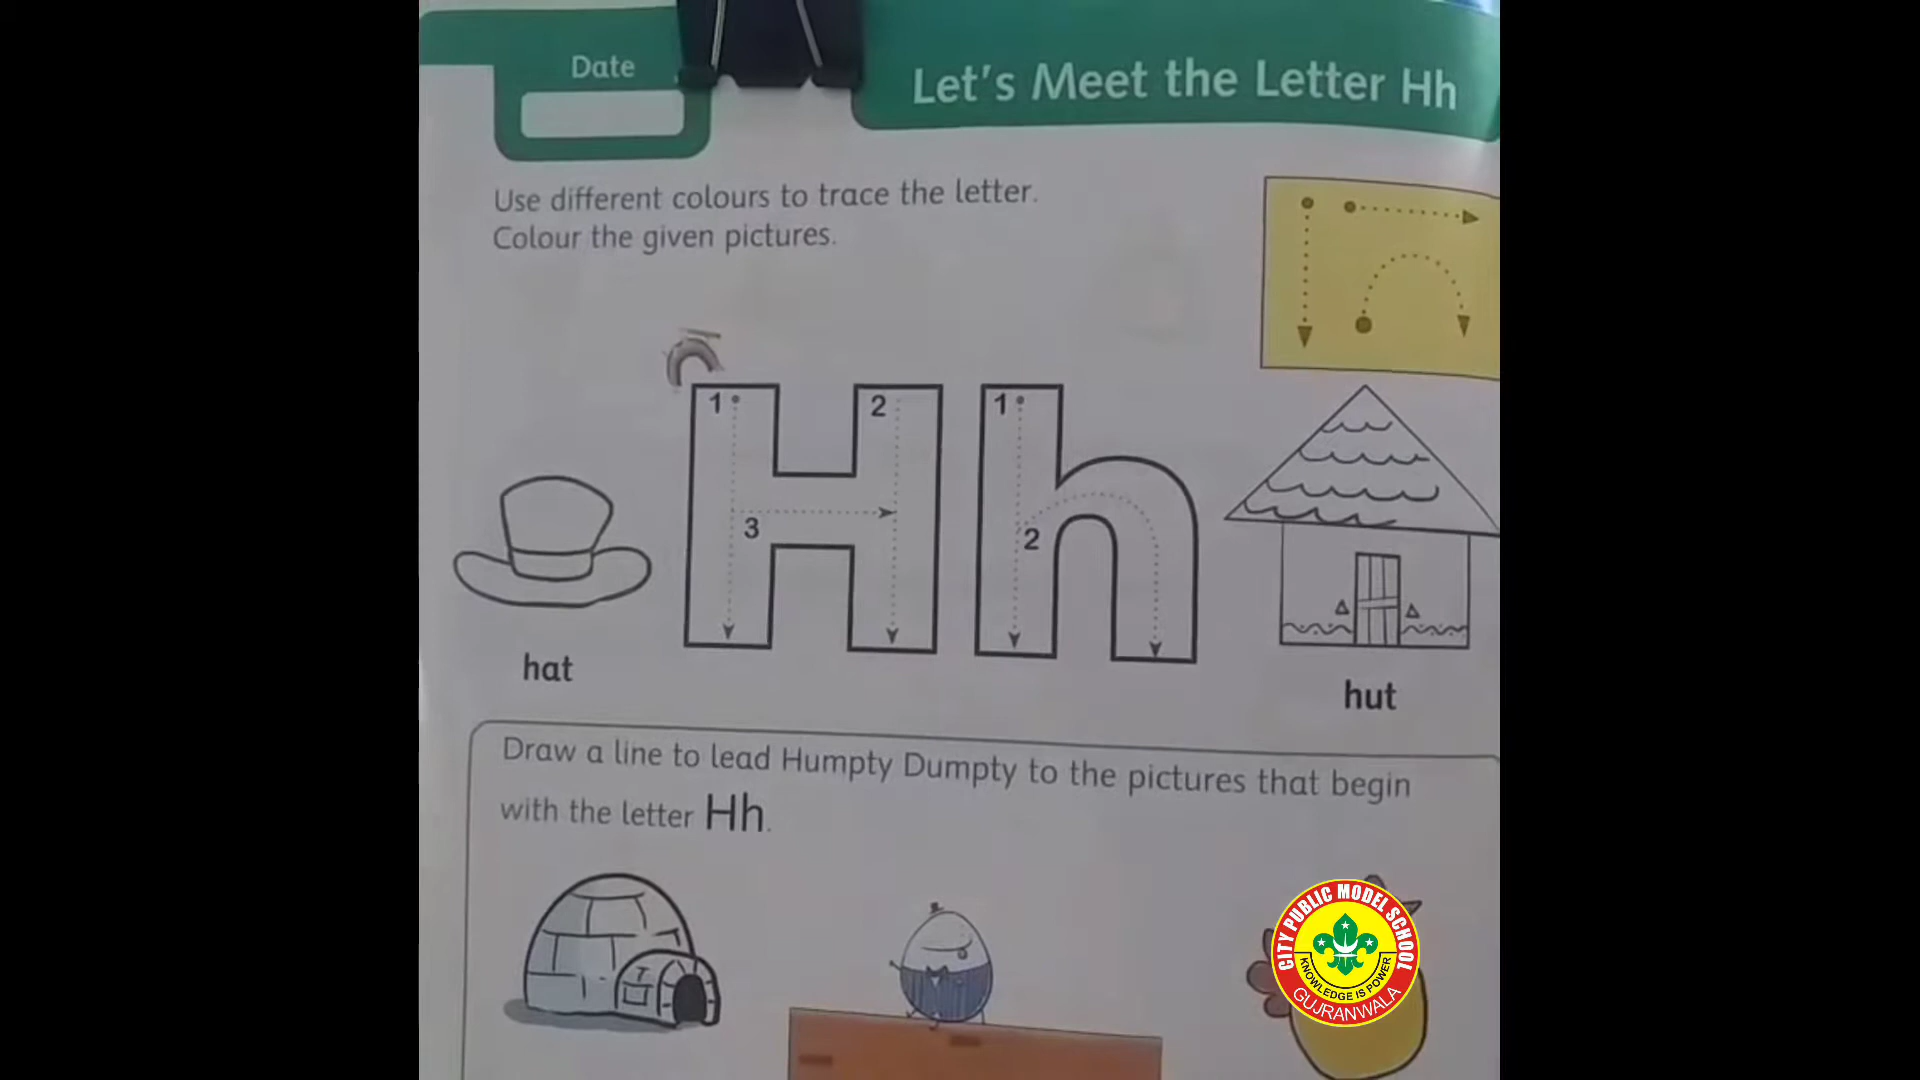 Date
Let's Meet the Letter Hh
Use different colours to trace the letter.
Colour the given pictures.
1
2
3
1
2
hat
hut
Draw a line to lead Humpty Dumpty to the pictures that begin
with the letter Hh.
CITY PUBLIC MODEL SCHOOL
KNOWLEDGE IS POWER
GUJRANWALA